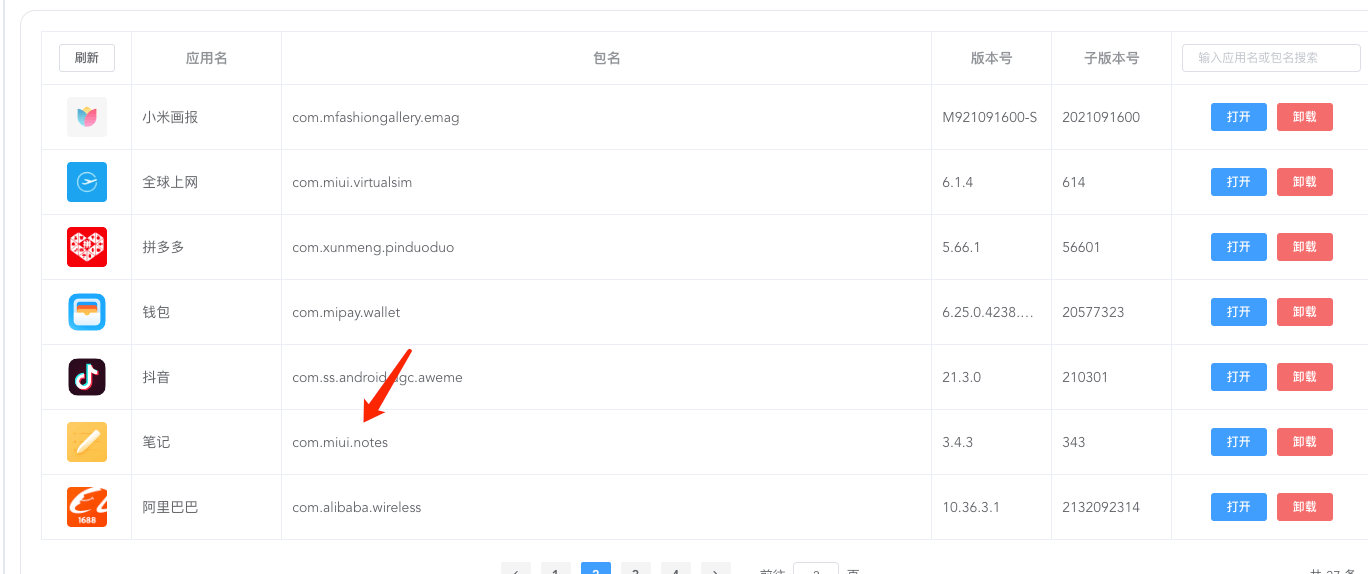 刷新 应用名 包名 版本号 子版本号 输入应用名或包名搜索
小米画报 com.mfashiongallery.emag M921091600-S 2021091600 打开 卸载
全球上网 com.miui.virtualsim 6.1.4 614 打开 卸载
拼多多 com.xunmeng.pinduoduo 5.66.1 56601 打开 卸载
钱包 com.mipay.wallet 6.25.0.4238.... 20577323 打开 卸载
抖音 com.ss.android.ugc.aweme 21.3.0 210301 打开 卸载
笔记 com.miui.notes 3.4.3 343 打开 卸载
1688 阿里巴巴 com.alibaba.wireless 10.36.3.1 2132092314 打开 卸载
1 2 3 4 前往 2 页 共 27 条